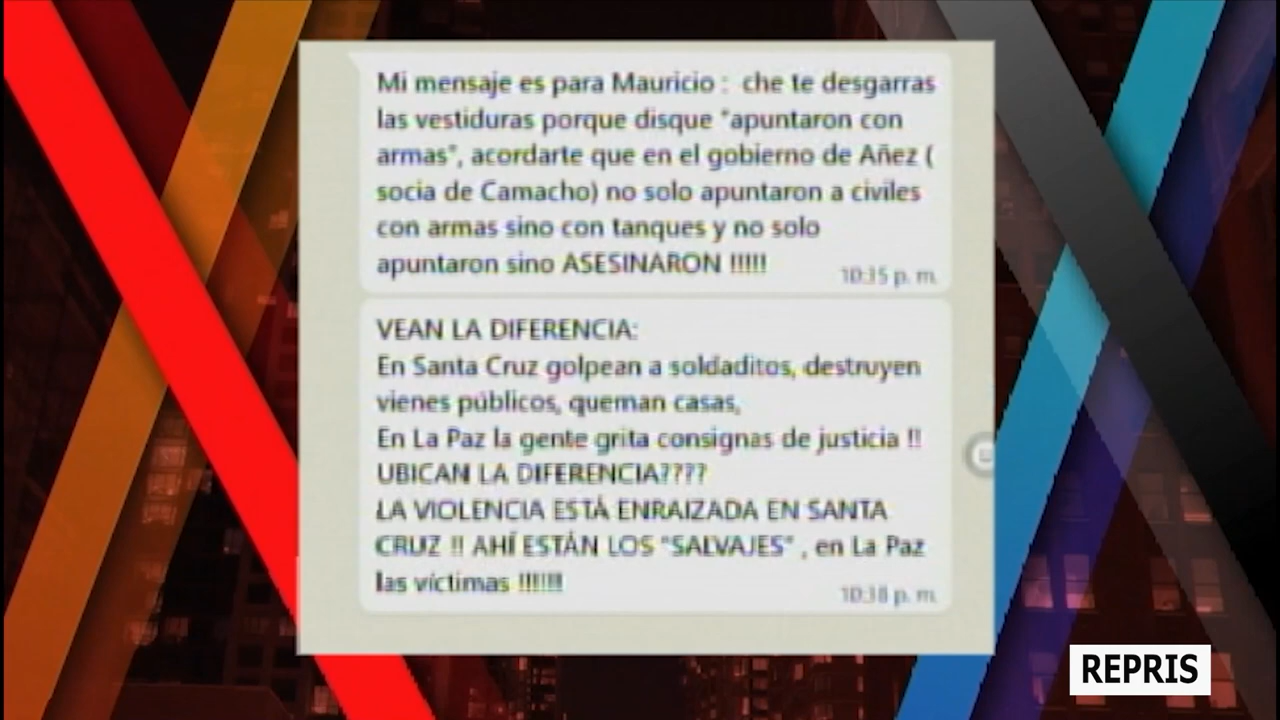 Mi mensaje es para Mauricio : che te desgarras
las vestiduras porque disque "apuntaron con
armas", acordarte que en el gobierno de Añez (
socia de Camacho) no solo apuntaron a civiles
con armas sino con tanques y no solo
apuntaron sino ASESINARON !!!!!
10:35 p. m.
VEAN LA DIFERENCIA:
En Santa Cruz golpean a soldaditos, destruyen
vienes públicos, queman casas,
En La Paz la gente grita consignas de justicia !!
UBICAN LA DIFERENCIA????
LA VIOLENCIA ESTÁ ENRAIZADA EN SANTA
CRUZ !! AHÍ ESTÁN LOS "SALVAJES" , en La Paz
las víctimas !!!!!!!
10:38 p. m.
REPRIS